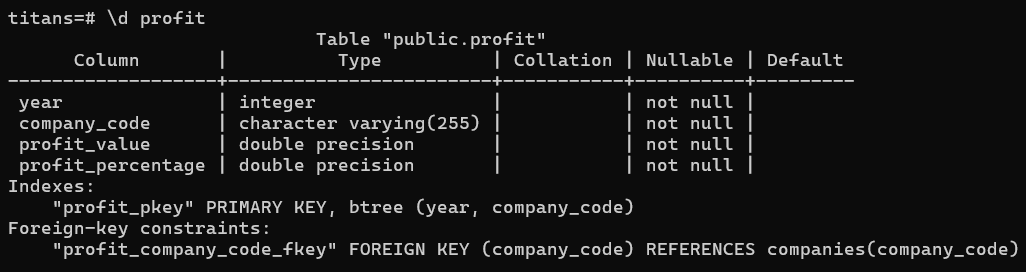 titans=# \d profit
                             Table "public.profit"
      Column       |          Type          | Collation | Nullable | Default
-------------------+------------------------+-----------+----------+---------
 year              | integer                |           | not null |
 company_code      | character varying(255) |           | not null |
 profit_value      | double precision       |           | not null |
 profit_percentage | double precision       |           | not null |
Indexes:
    "profit_pkey" PRIMARY KEY, btree (year, company_code)
Foreign-key constraints:
    "profit_company_code_fkey" FOREIGN KEY (company_code) REFERENCES companies(company_code)